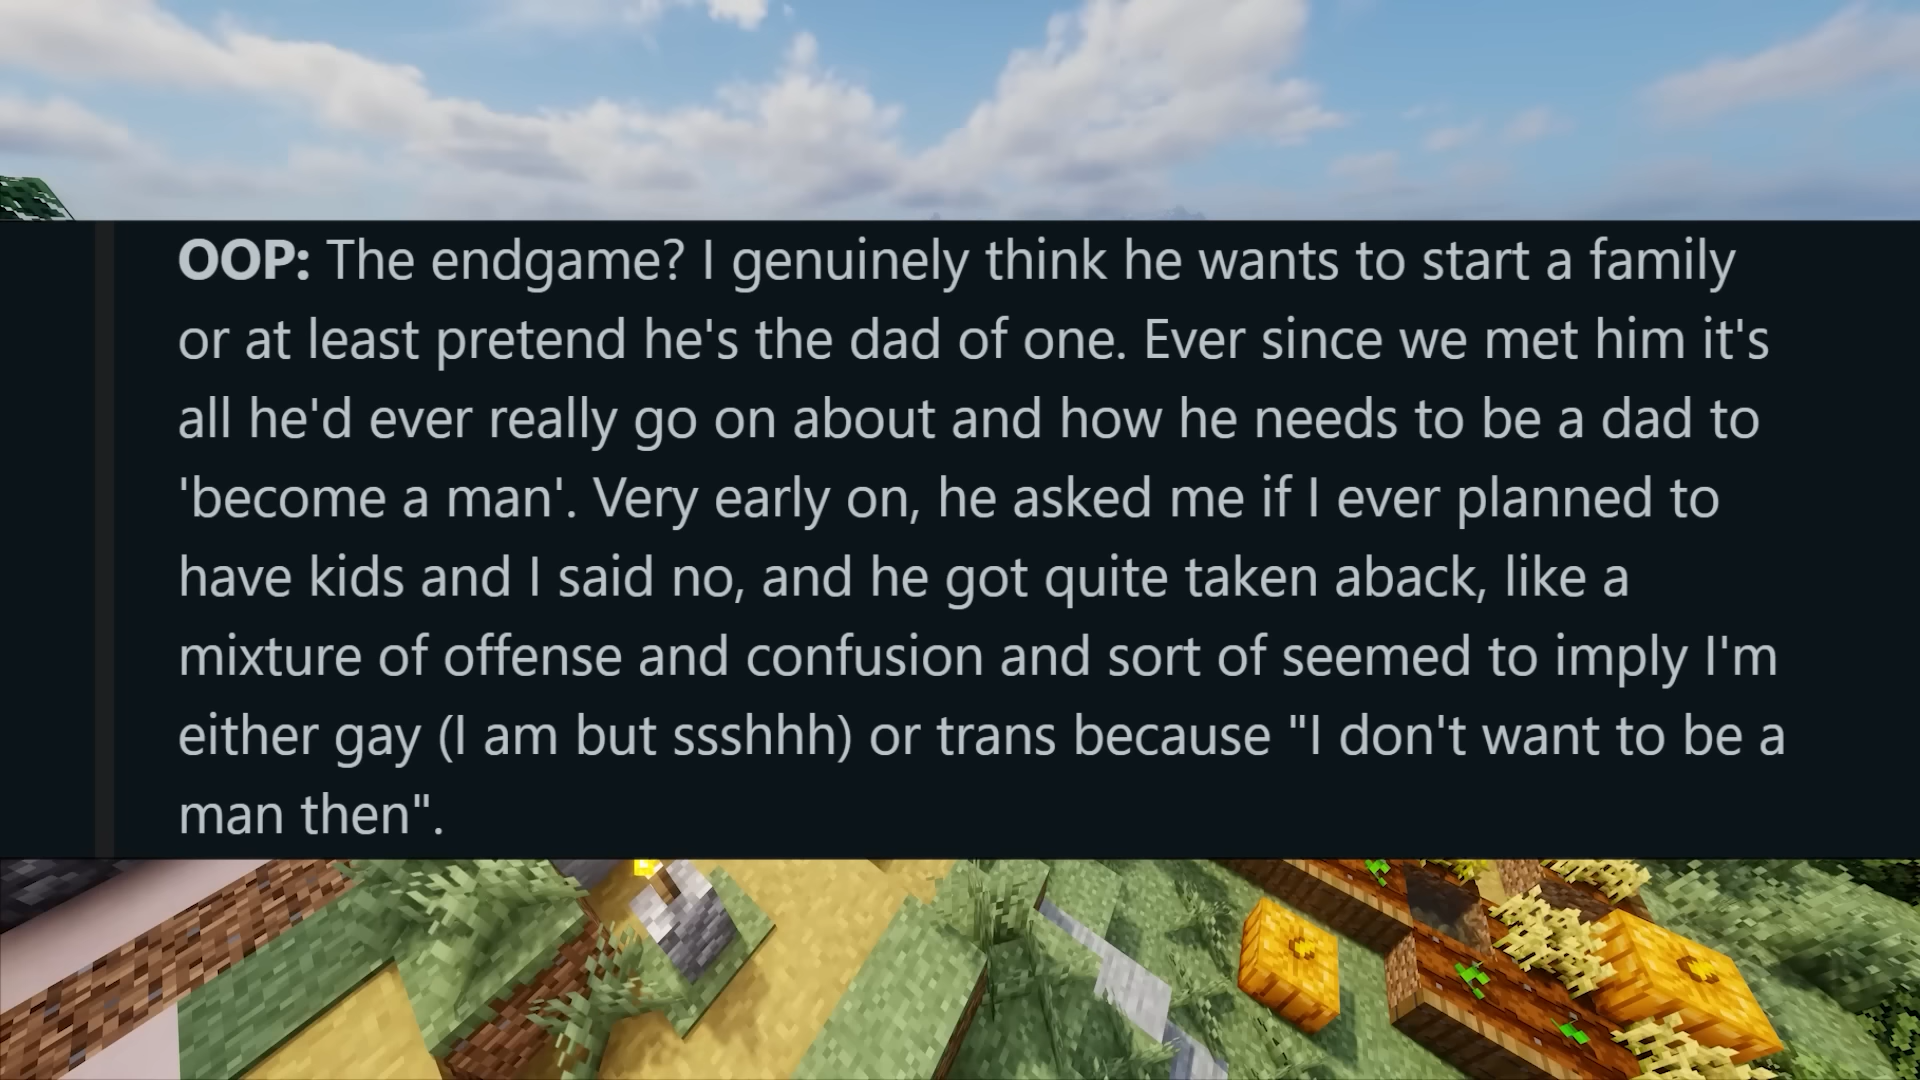 OOP: The endgame? I genuinely think he wants to start a family
or at least pretend he's the dad of one. Ever since we met him it's
all he'd ever really go on about and how he needs to be a dad to
'become a man'. Very early on, he asked me if I ever planned to
have kids and I said no, and he got quite taken aback, like a
mixture of offense and confusion and sort of seemed to imply I'm
either gay (I am but ssshhh) or trans because "I don't want to be a
man then".